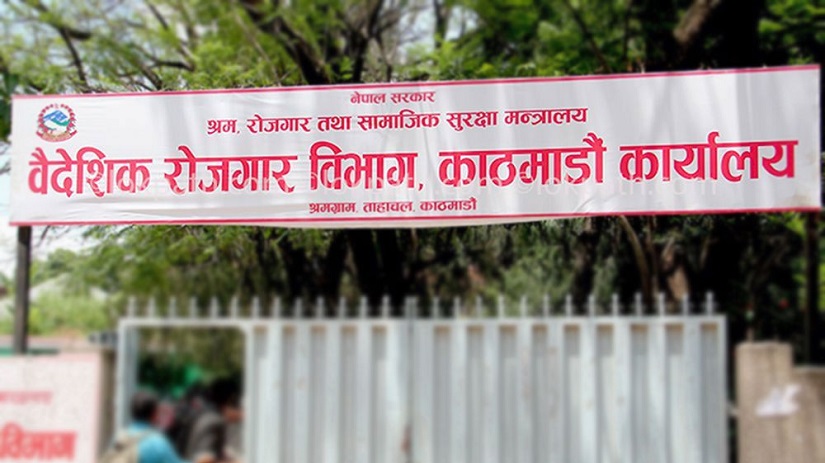 नेपाल सरकार
श्रम, रोजगार तथा सामाजिक सुरक्षा मन्त्रालय
वैदेशिक रोजगार विभाग, काठमाडौं कार्यालय
श्रमग्राम, ताहाचल, काठमाडौं
विभाग